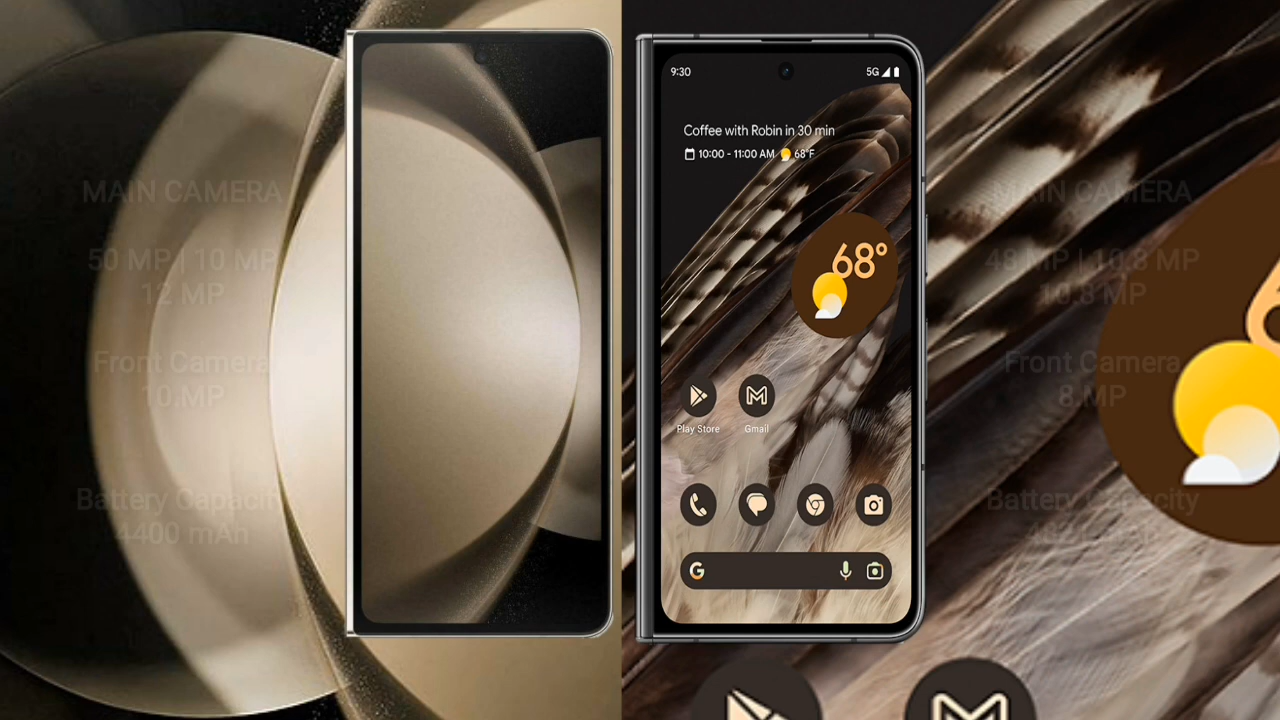 MAIN CAMERA
50 MP | 10 MP
12 MP
Front Camera
10.MP
Battery Capacity
4400 mAh
9:30
5G
Coffee with Robin in 30 min
10:00 - 11:00 AM 68°F
68°
Play Store
Gmail
G
MAIN CAMERA
48 MP | 10.8 MP
10.8 MP
Front Camera
8.MP
Battery Capacity